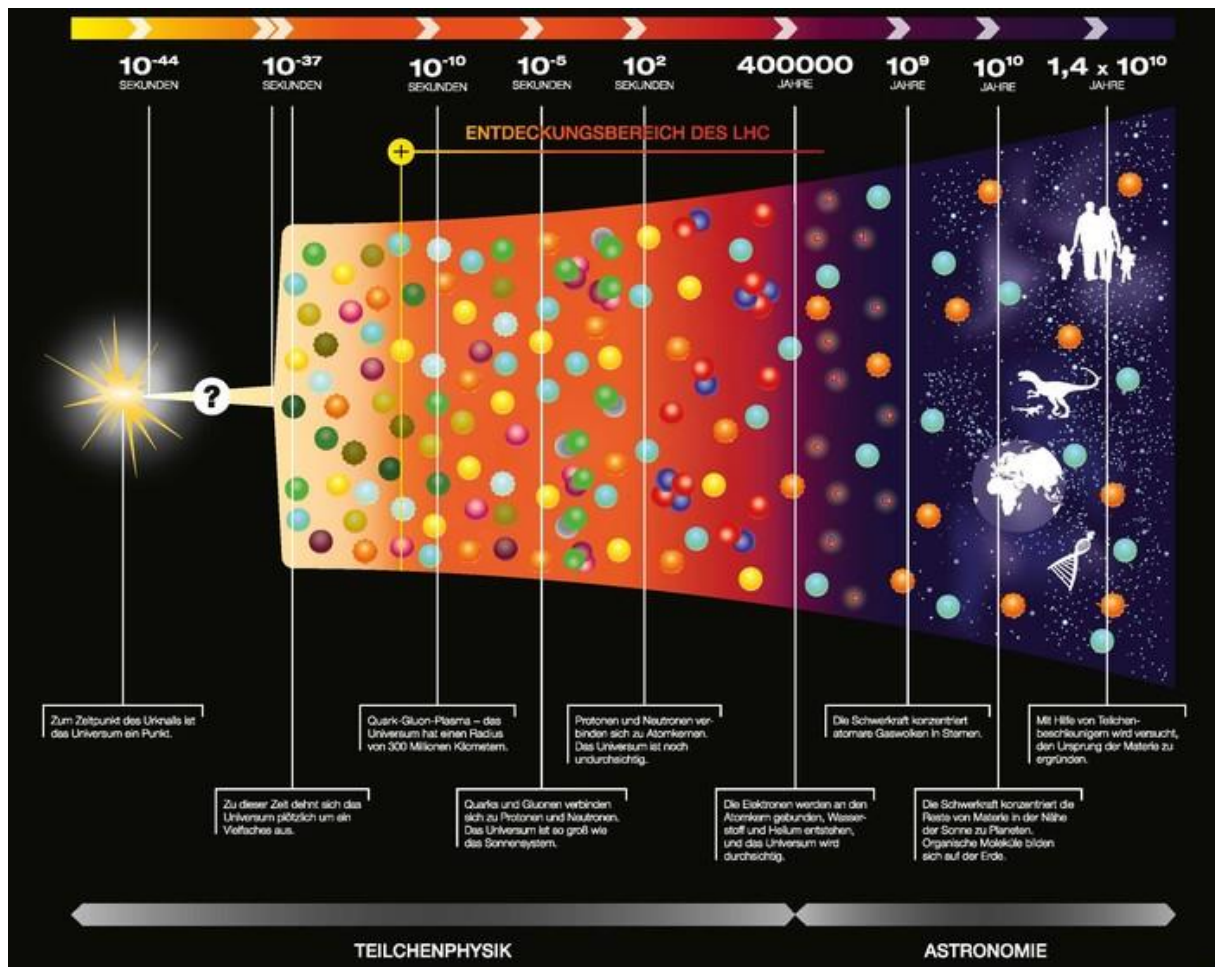 10⁻⁴⁴
SEKUNDEN
10⁻³⁷
SEKUNDEN
10⁻¹⁰
SEKUNDEN
10⁻⁵
SEKUNDEN
10²
SEKUNDEN
400000
JAHRE
10⁹
JAHRE
10¹⁰
JAHRE
1,4 x 10¹⁰
JAHRE
ENTDECKUNGSBEREICH DES LHC
+
?
Zum Zeitpunkt des Urknalls ist
das Universum ein Punkt.
Quark-Gluon-Plasma – das
Universum hat einen Radius
von 300 Millionen Kilometern.
Protonen und Neutronen ver-
binden sich zu Atomkernen.
Das Universum ist noch
undurchsichtig.
Die Schwerkraft konzentriert
atomare Gaswolken in Sternen.
Mit Hilfe von Teilchen-
beschleunigern wird versucht,
den Ursprung der Materie zu
ergründen.
Zu dieser Zeit dehnt sich das
Universum plötzlich um ein
Vielfaches aus.
Quarks und Gluonen verbinden
sich zu Protonen und Neutronen.
Das Universum ist so groß wie
das Sonnensystem.
Die Elektronen werden an den
Atomkern gebunden, Wasser-
stoff und Helium entstehen,
und das Universum wird
durchsichtig.
Die Schwerkraft konzentriert die
Reste von Materie in der Nähe
der Sonne zu Planeten.
Organische Moleküle bilden
sich auf der Erde.
TEILCHENPHYSIK
ASTRONOMIE